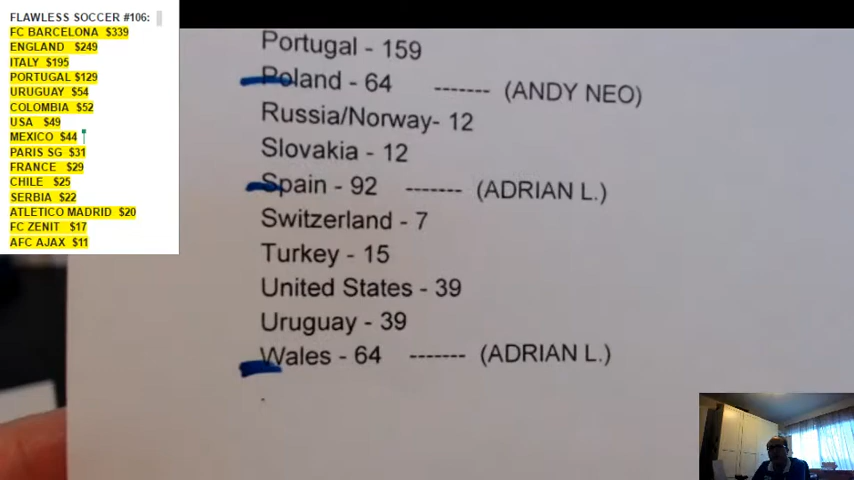 FLAWLESS SOCCER #106:
FC BARCELONA $339
ENGLAND $249
ITALY $195
PORTUGAL $129
URUGUAY $54
COLOMBIA $52
USA $49
MEXICO $44
PARIS SG $31
FRANCE $29
CHILE $25
SERBIA $22
ATLETICO MADRID $20
FC ZENIT $17
AFC AJAX $11
Portugal - 159
Poland - 64 ------- (ANDY NEO)
Russia/Norway- 12
Slovakia - 12
Spain - 92 ------- (ADRIAN L.)
Switzerland - 7
Turkey - 15
United States - 39
Uruguay - 39
Wales - 64 ------- (ADRIAN L.)